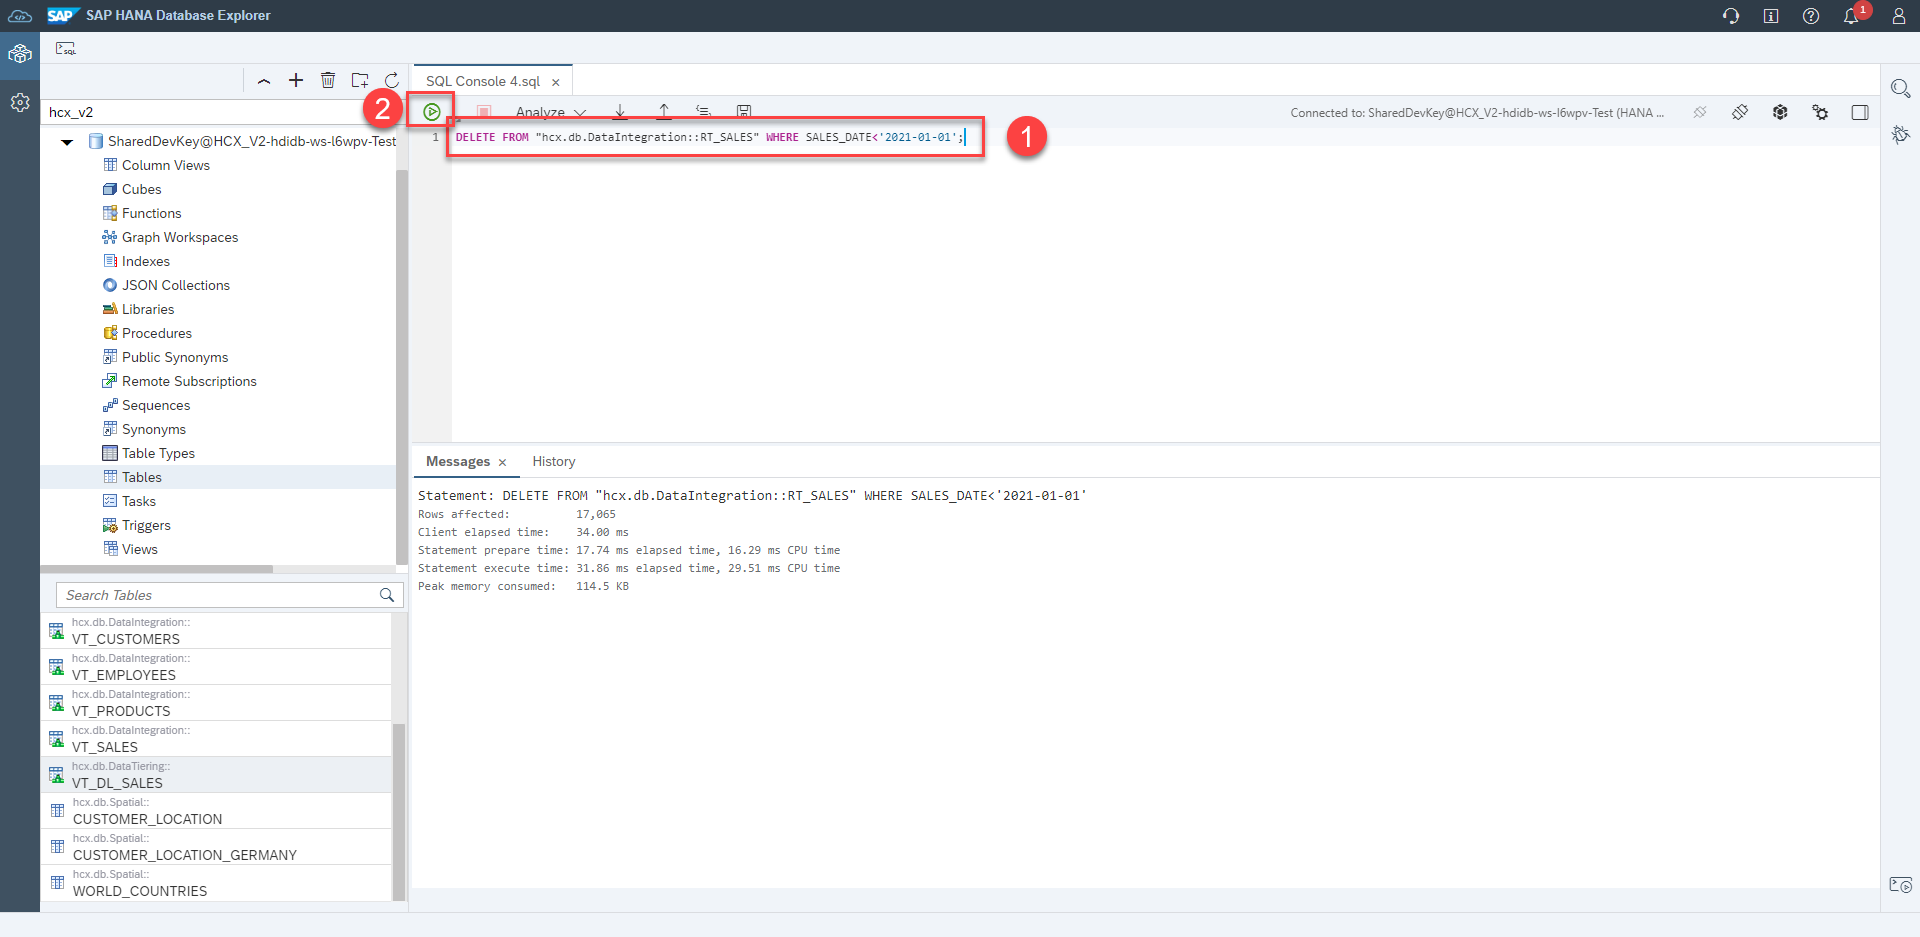 SAP SAP HANA Database Explorer
1
SQL
SQL Console 4.sql
hcx_v2
2
Analyze
Connected to: SharedDevKey@HCX_V2-hdidb-ws-l6wpv-Test (HANA ...
1 DELETE FROM "hcx.db.DataIntegration::RT_SALES" WHERE SALES_DATE<'2021-01-01';
1
SharedDevKey@HCX_V2-hdidb-ws-l6wpv-Test
Column Views
Cubes
Functions
Graph Workspaces
Indexes
JSON Collections
Libraries
Procedures
Public Synonyms
Remote Subscriptions
Sequences
Synonyms
Table Types
Tables
Tasks
Triggers
Views
Search Tables
hcx.db.DataIntegration::
VT_CUSTOMERS
hcx.db.DataIntegration::
VT_EMPLOYEES
hcx.db.DataIntegration::
VT_PRODUCTS
hcx.db.DataIntegration::
VT_SALES
hcx.db.DataTiering::
VT_DL_SALES
hcx.db.Spatial::
CUSTOMER_LOCATION
hcx.db.Spatial::
CUSTOMER_LOCATION_GERMANY
hcx.db.Spatial::
WORLD_COUNTRIES
Messages History
Statement: DELETE FROM "hcx.db.DataIntegration::RT_SALES" WHERE SALES_DATE<'2021-01-01'
Rows affected: 17,065
Client elapsed time: 34.00 ms
Statement prepare time: 17.74 ms elapsed time, 16.29 ms CPU time
Statement execute time: 31.86 ms elapsed time, 29.51 ms CPU time
Peak memory consumed: 114.5 KB